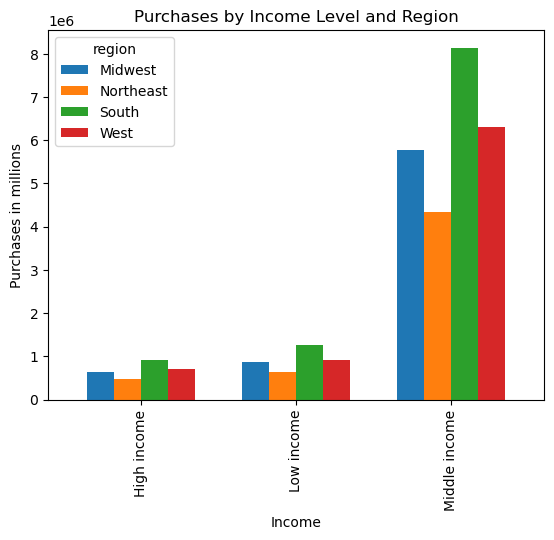 Purchases by Income Level and Region
1e6
region
Midwest
Northeast
South
West
Purchases in millions
8
7
6
5
4
3
2
1
0
High income
Low income
Middle income
Income